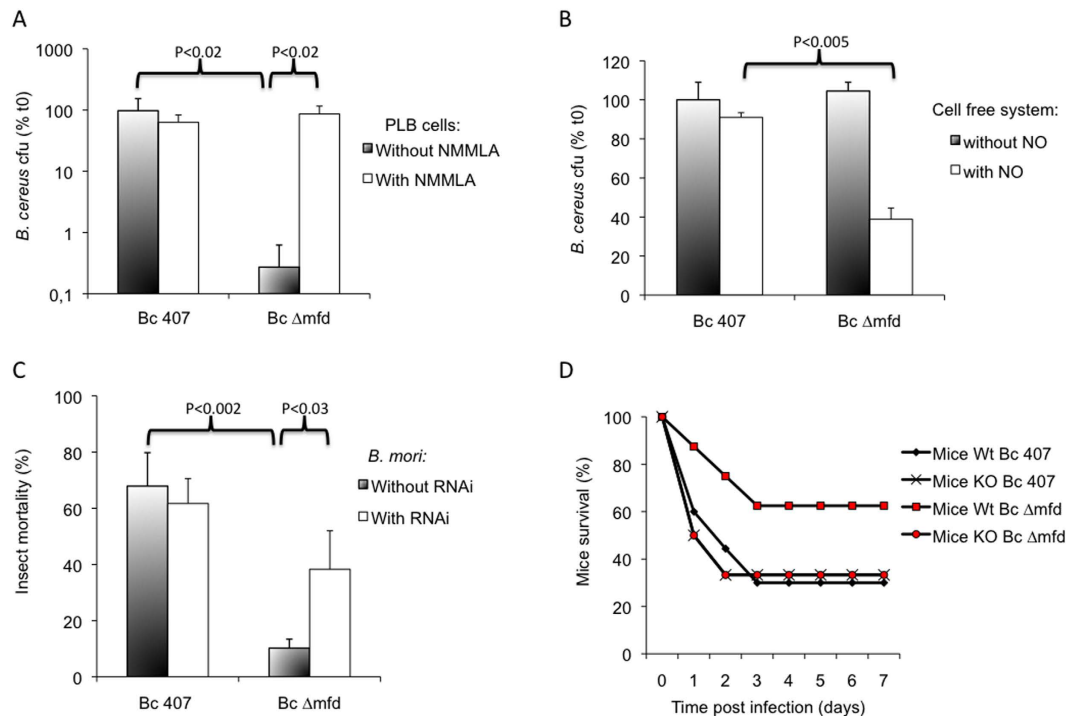 A
1000
100
10
1
0,1
B. cereus cfu (% t0)
P<0.02
P<0.02
PLB cells:
Without NMMLA
With NMMLA
Bc 407
Bc Δmfd
B
120
100
80
60
40
20
0
B. cereus cfu (% t0)
P<0.005
Cell free system:
without NO
with NO
Bc 407
Bc Δmfd
C
100
80
60
40
20
0
Insect mortality (%)
P<0.002
P<0.03
B. mori:
Without RNAi
With RNAi
Bc 407
Bc Δmfd
D
100
80
60
40
20
0
Mice survival (%)
Mice Wt Bc 407
Mice KO Bc 407
Mice Wt Bc Δmfd
Mice KO Bc Δmfd
0 1 2 3 4 5 6 7
Time post infection (days)